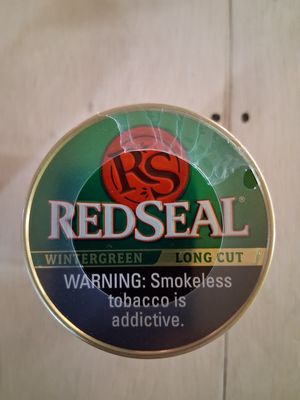 RS
REDSEAL®
WINTERGREEN LONG CUT
WARNING: Smokeless
tobacco is
addictive.